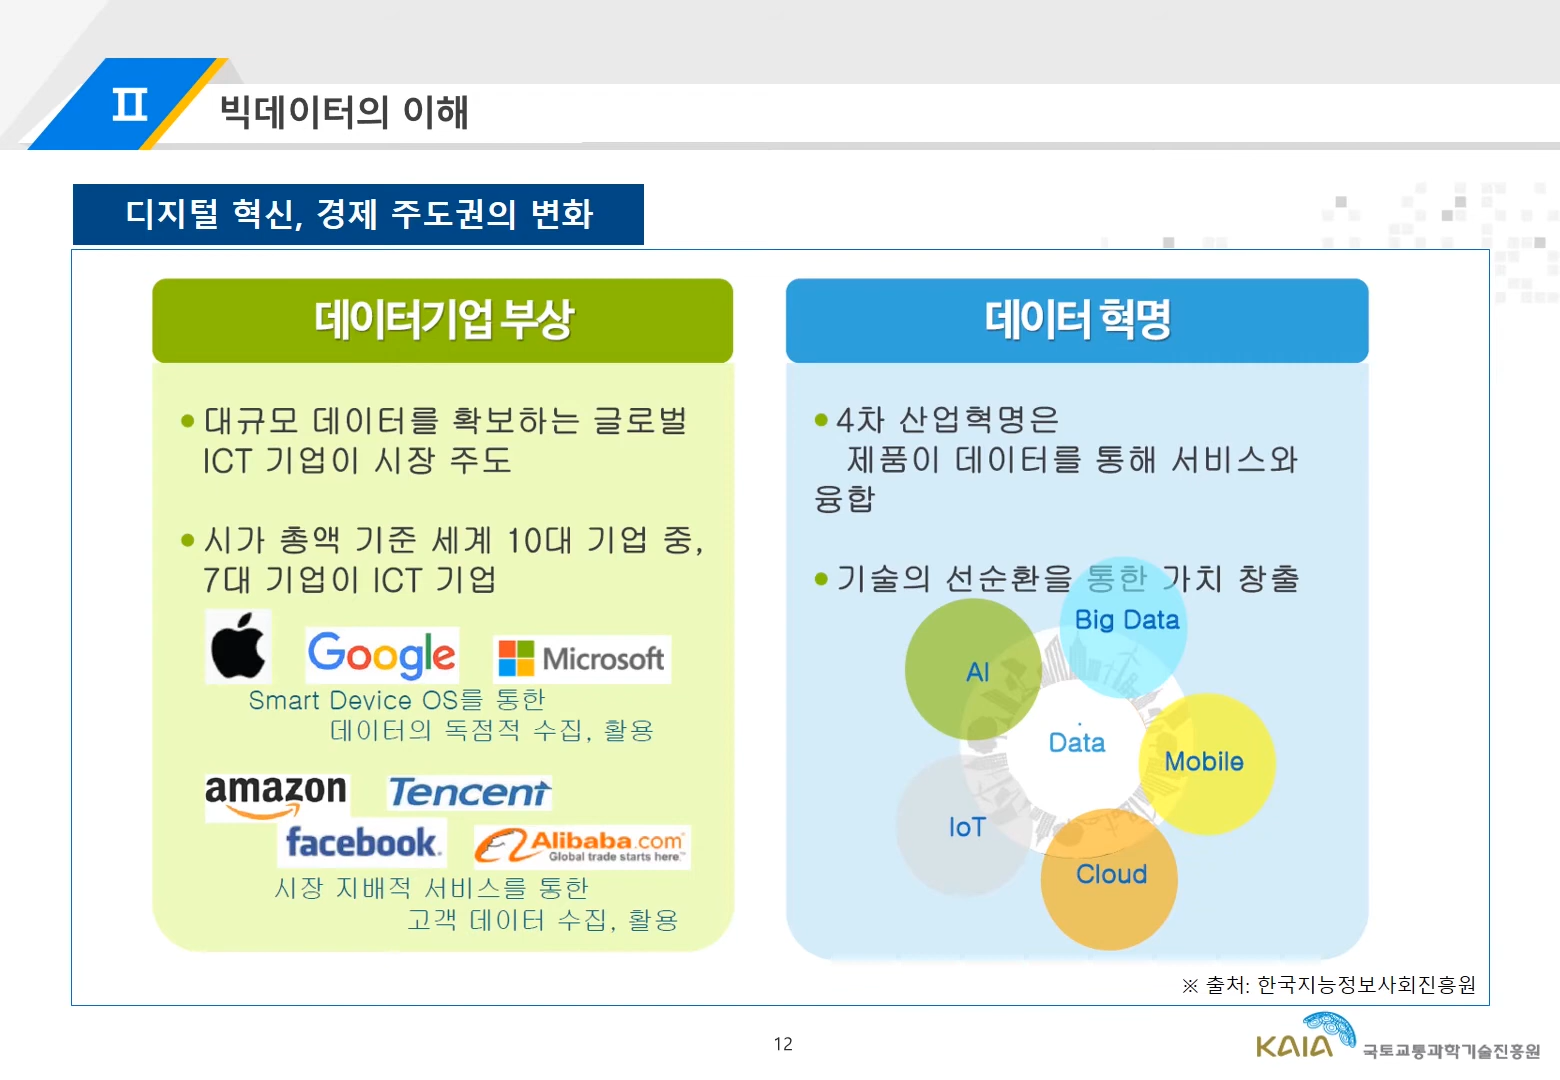 II
빅데이터의 이해
디지털 혁신, 경제 주도권의 변화
데이터기업 부상
• 대규모 데이터를 확보하는 글로벌
ICT 기업이 시장 주도
• 시가 총액 기준 세계 10대 기업 중,
7대 기업이 ICT 기업
Google
Microsoft
Smart Device OS를 통한
데이터의 독점적 수집, 활용
amazon
Tencent
facebook.
Alibaba.com
Global trade starts here.™
시장 지배적 서비스를 통한
고객 데이터 수집, 활용
데이터 혁명
• 4차 산업혁명은
제품이 데이터를 통해 서비스와
융합
• 기술의 선순환을 통한 가치 창출
Big Data
AI
Data
Mobile
IoT
Cloud
※ 출처: 한국지능정보사회진흥원
12
KAIA 국토교통과학기술진흥원